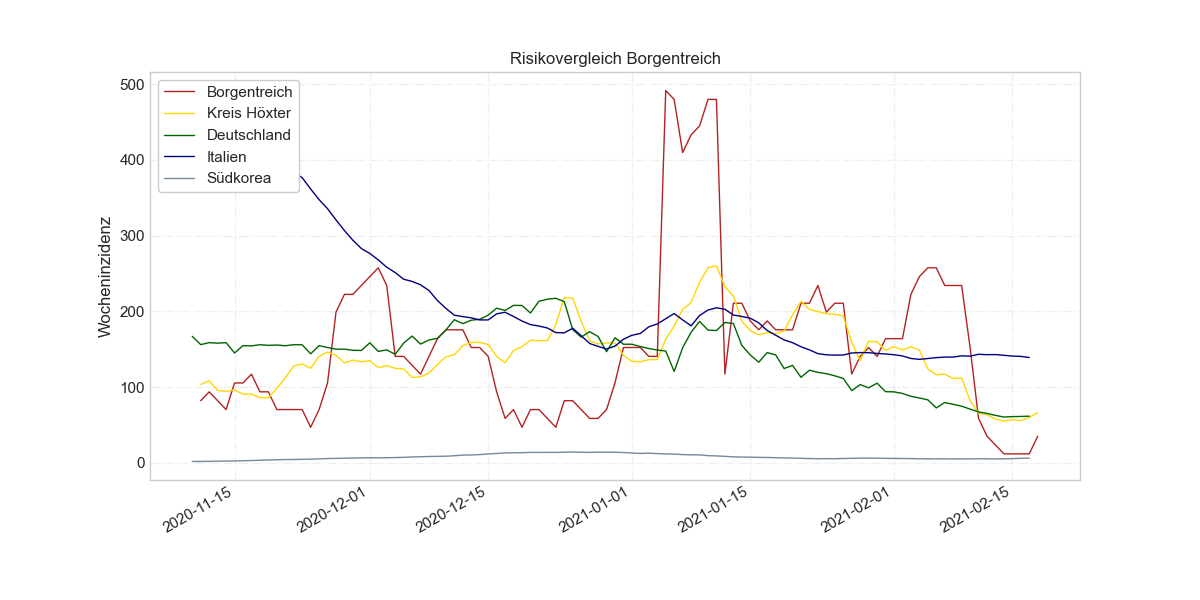 Risikovergleich Borgentreich
Wocheninzidenz
500
400
300
200
100
0
Borgentreich
Kreis Höxter
Deutschland
Italien
Südkorea
2020-11-15
2020-12-01
2020-12-15
2021-01-01
2021-01-15
2021-02-01
2021-02-15